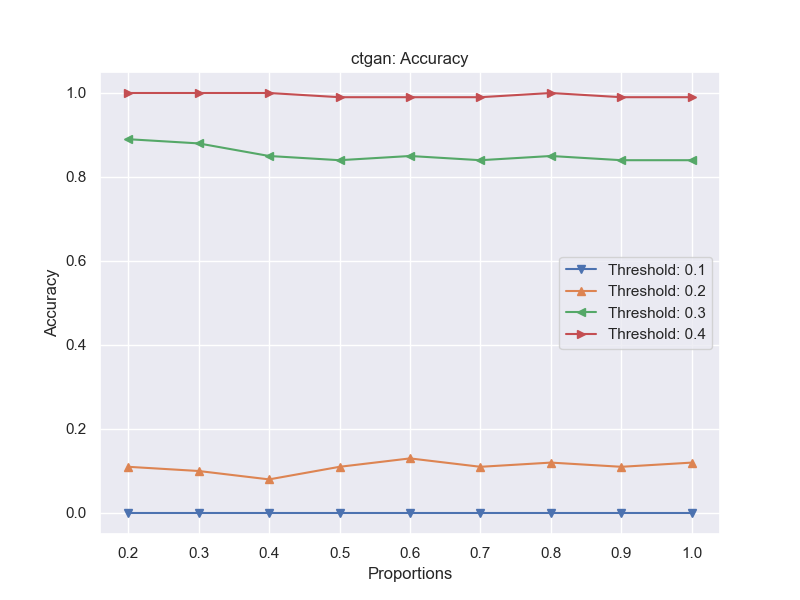 ctgan: Accuracy
1.0
0.8
0.6
0.4
0.2
0.0
Accuracy
Threshold: 0.1
Threshold: 0.2
Threshold: 0.3
Threshold: 0.4
0.2 0.3 0.4 0.5 0.6 0.7 0.8 0.9 1.0
Proportions